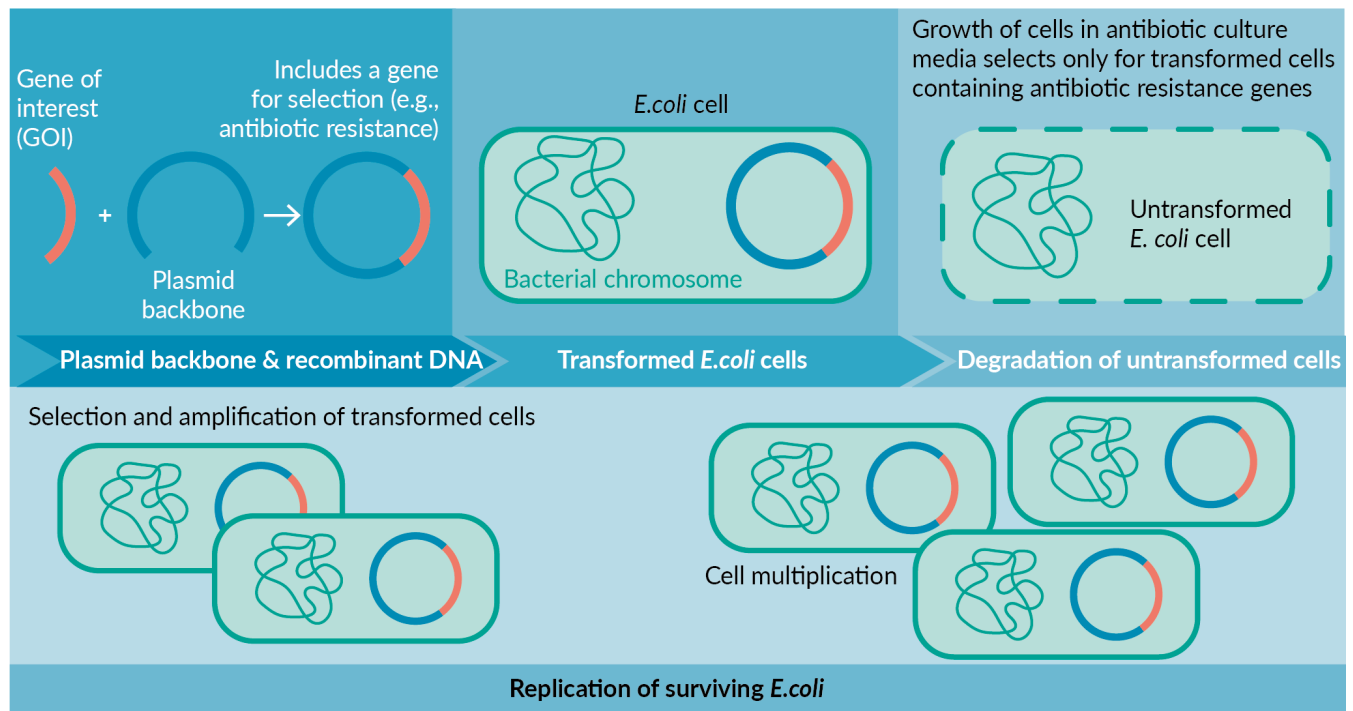 Gene of
interest
(GOI)
Includes a gene
for selection (e.g.,
antibiotic resistance)
+
Plasmid
backbone
E.coli cell
Bacterial chromosome
Growth of cells in antibiotic culture
media selects only for transformed cells
containing antibiotic resistance genes
Untransformed
E. coli cell
Plasmid backbone & recombinant DNA
Transformed E.coli cells
Degradation of untransformed cells
Selection and amplification of transformed cells
Cell multiplication
Replication of surviving E.coli